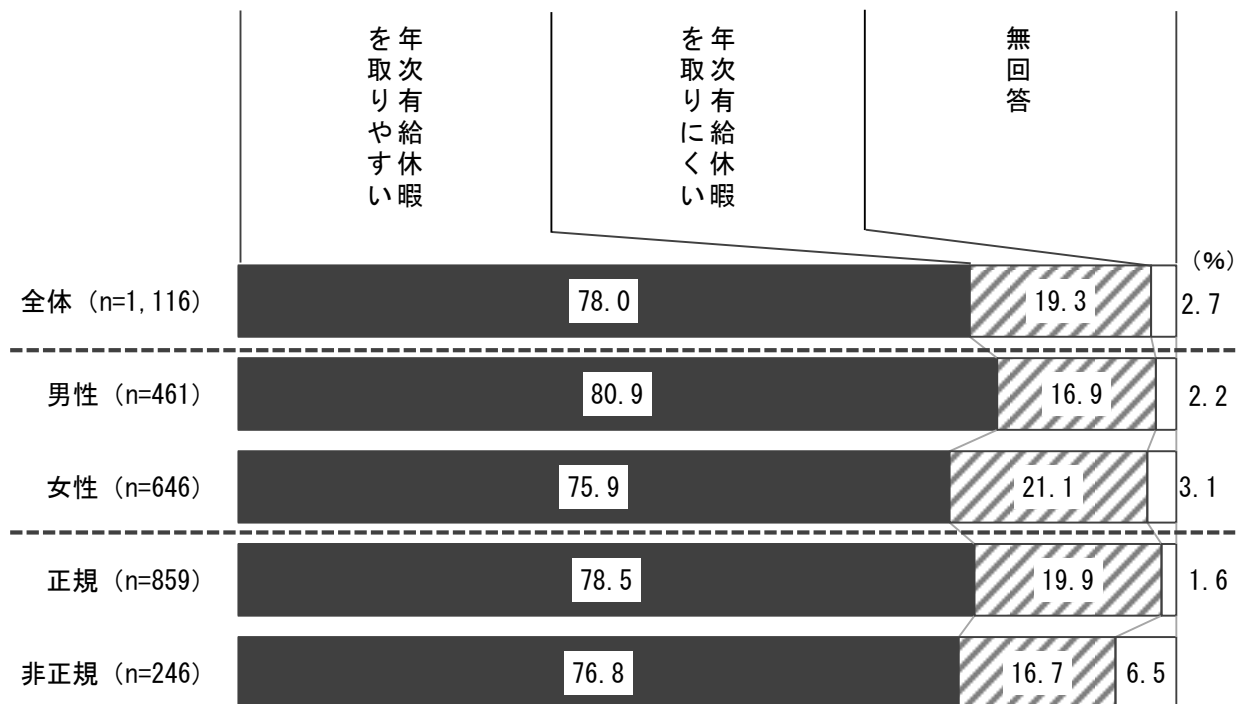 年次有給休暇
を取りやすい
年次有給休暇
を取りにくい
無回答
(%)
全体 (n=1,116) 78.0 19.3 2.7
男性 (n=461) 80.9 16.9 2.2
女性 (n=646) 75.9 21.1 3.1
正規 (n=859) 78.5 19.9 1.6
非正規 (n=246) 76.8 16.7 6.5